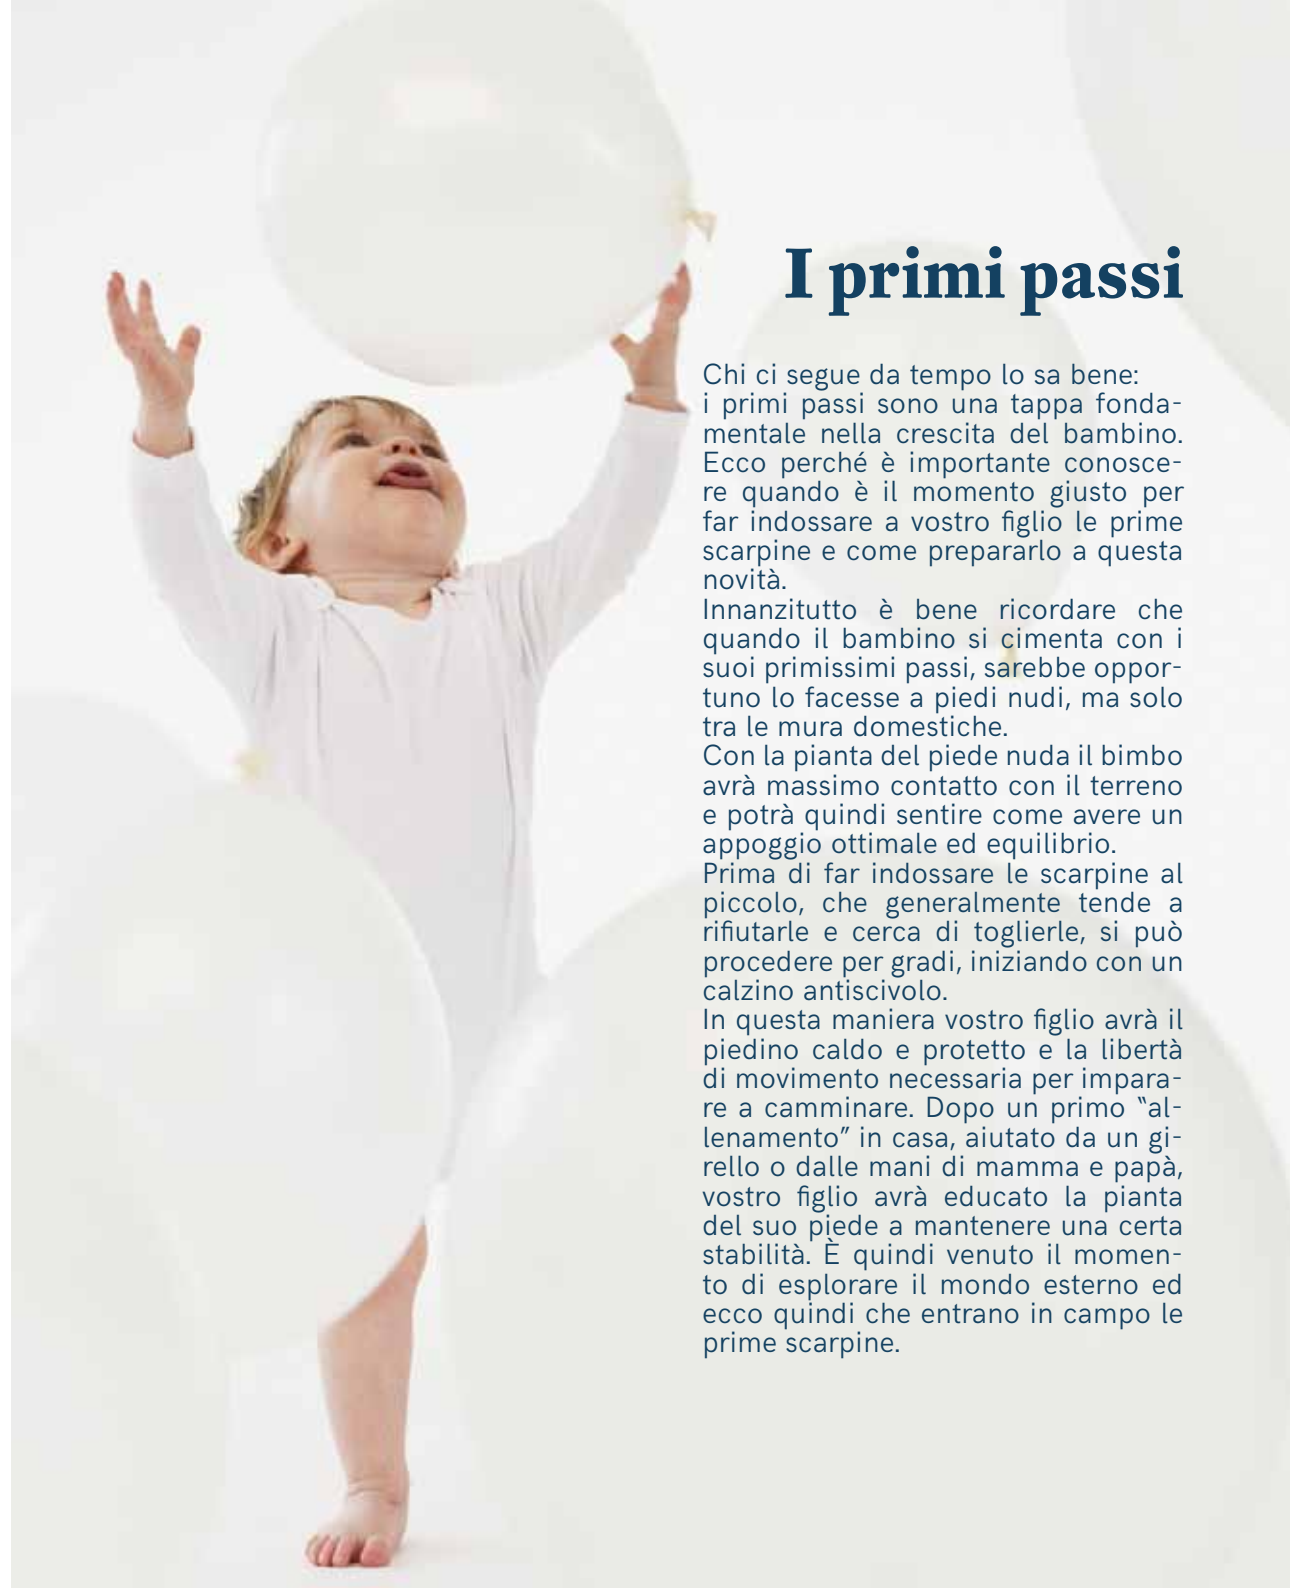 I primi passi
Chi ci segue da tempo lo sa bene:
i primi passi sono una tappa fonda-
mentale nella crescita del bambino.
Ecco perché è importante conosce-
re quando è il momento giusto per
far indossare a vostro figlio le prime
scarpine e come prepararlo a questa
novità.
Innanzitutto è bene ricordare che
quando il bambino si cimenta con i
suoi primissimi passi, sarebbe oppor-
tuno lo facesse a piedi nudi, ma solo
tra le mura domestiche.
Con la pianta del piede nuda il bimbo
avrà massimo contatto con il terreno
e potrà quindi sentire come avere un
appoggio ottimale ed equilibrio.
Prima di far indossare le scarpine al
piccolo, che generalmente tende a
rifiutarle e cerca di toglierle, si può
procedere per gradi, iniziando con un
calzino antiscivolo.
In questa maniera vostro figlio avrà il
piedino caldo e protetto e la libertà
di movimento necessaria per impara-
re a camminare. Dopo un primo “al-
lenamento” in casa, aiutato da un gi-
rello o dalle mani di mamma e papà,
vostro figlio avrà educato la pianta
del suo piede a mantenere una certa
stabilità. È quindi venuto il momen-
to di esplorare il mondo esterno ed
ecco quindi che entrano in campo le
prime scarpine.